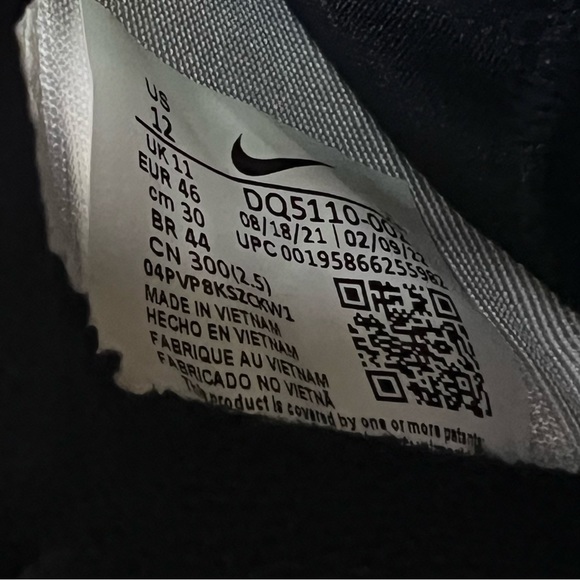 US
12
UK 11
EUR 46
cm 30
BR 44
CN 300(2.5)
04PVP8KSZCKW1
DQ5110-001
08/18/21 | 02/09/22
UPC 00195866255982
MADE IN VIETNAM
HECHO EN VIETNAM
FABRIQUE AU VIETNAM
FABRICADO NO VIETNA
This product is covered by one or more patents